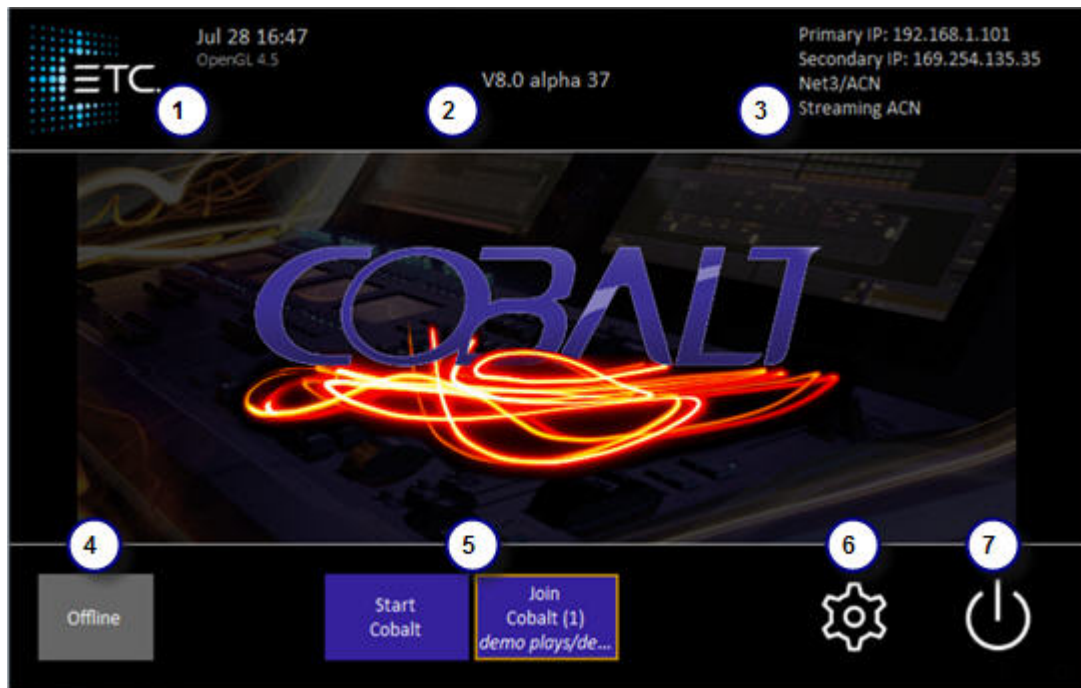 ETC.
Jul 28 16:47
OpenGL 4.5
1
V8.0 alpha 37
2
Primary IP: 192.168.1.101
Secondary IP: 169.254.135.35
Net3/ACN
Streaming ACN
3
COBALT
4
5
6
7
Offline
Start
Cobalt
Join
Cobalt (1)
demo plays/de...